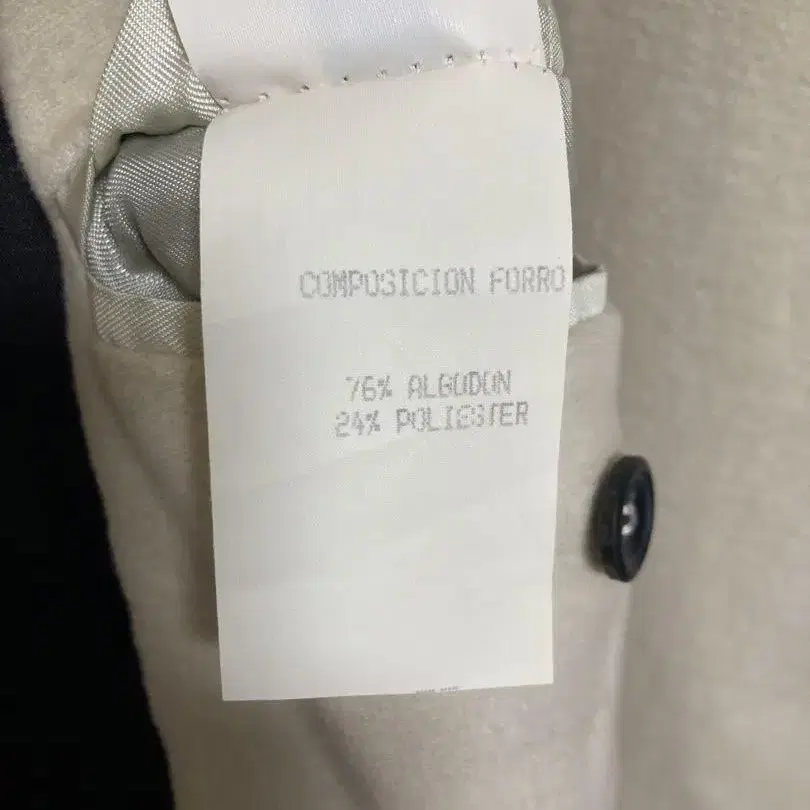 COMPOSICION FORRO
76% ALGODON
24% POLIESTER